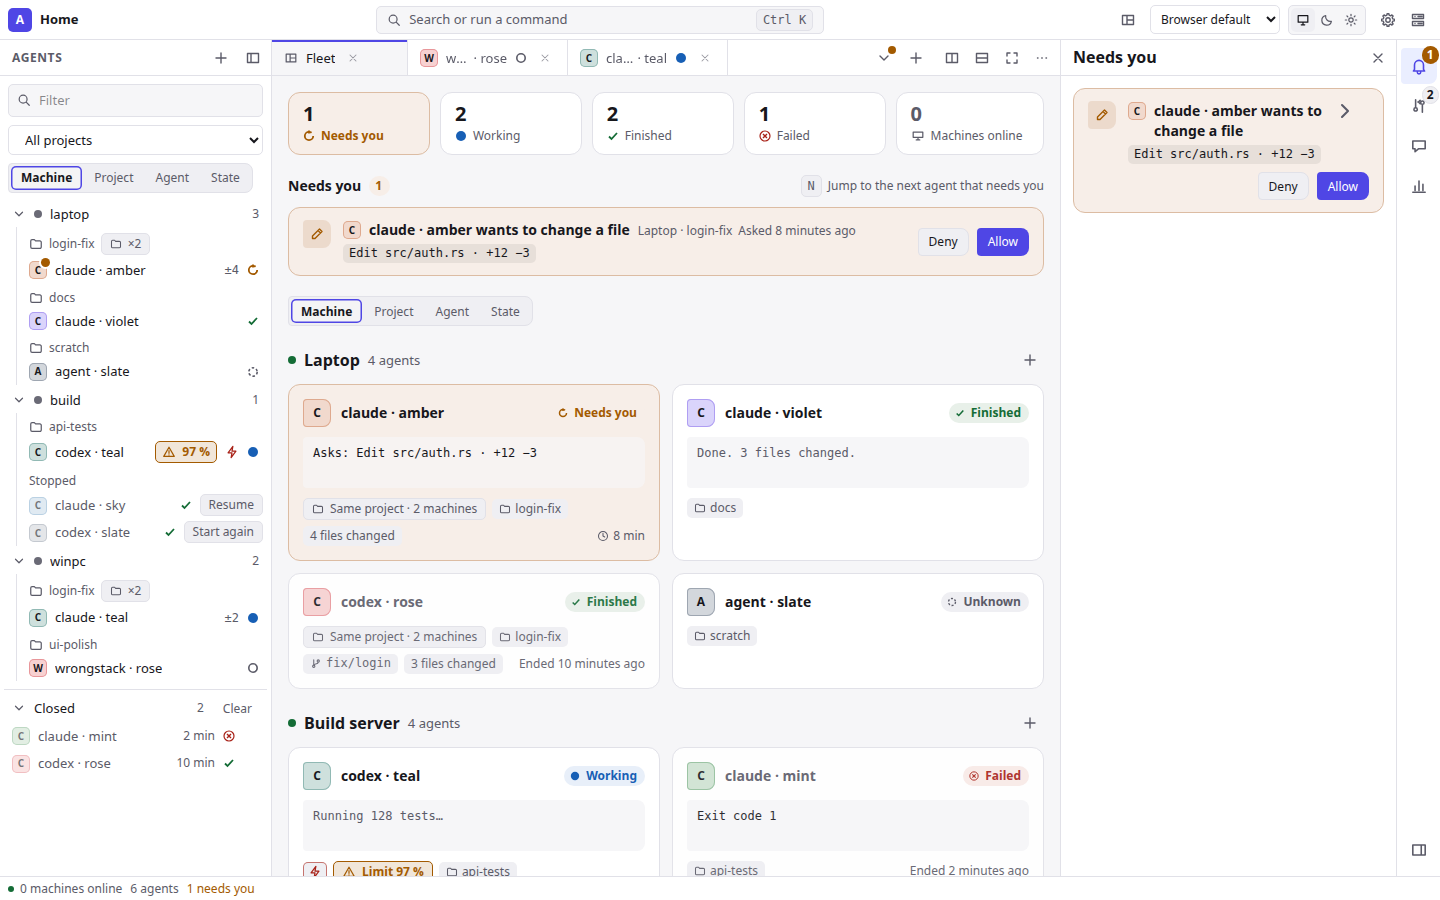 A Home
Search or run a command Ctrl K
Browser default
AGENTS
Filter
All projects
Machine Project Agent State
laptop 3
login-fix ×2
C claude · amber ±4
docs
C claude · violet
scratch
A agent · slate
build 1
api-tests
C codex · teal 97 %
Stopped
C claude · sky Resume
C codex · slate Start again
winpc 2
login-fix ×2
C claude · teal ±2
ui-polish
W wrongstack · rose
Closed 2 Clear
C claude · mint 2 min
C codex · rose 10 min
Fleet
W w… · rose
C cla… · teal
1 Needs you
2 Working
2 Finished
1 Failed
0 Machines online
Needs you 1
N Jump to the next agent that needs you
C claude · amber wants to change a file Laptop · login-fix Asked 8 minutes ago
Edit src/auth.rs · +12 −3
Deny Allow
Machine Project Agent State
Laptop 4 agents
C claude · amber Needs you
Asks: Edit src/auth.rs · +12 −3
Same project · 2 machines login-fix
4 files changed 8 min
C claude · violet Finished
Done. 3 files changed.
docs
C codex · rose Finished
Same project · 2 machines login-fix
fix/login 3 files changed Ended 10 minutes ago
A agent · slate Unknown
scratch
Build server 4 agents
C codex · teal Working
Running 128 tests…
Limit 97 % api-tests
C claude · mint Failed
Exit code 1
api-tests Ended 2 minutes ago
Needs you
C claude · amber wants to
change a file
Edit src/auth.rs · +12 −3
Deny Allow
1
2
0 machines online 6 agents 1 needs you